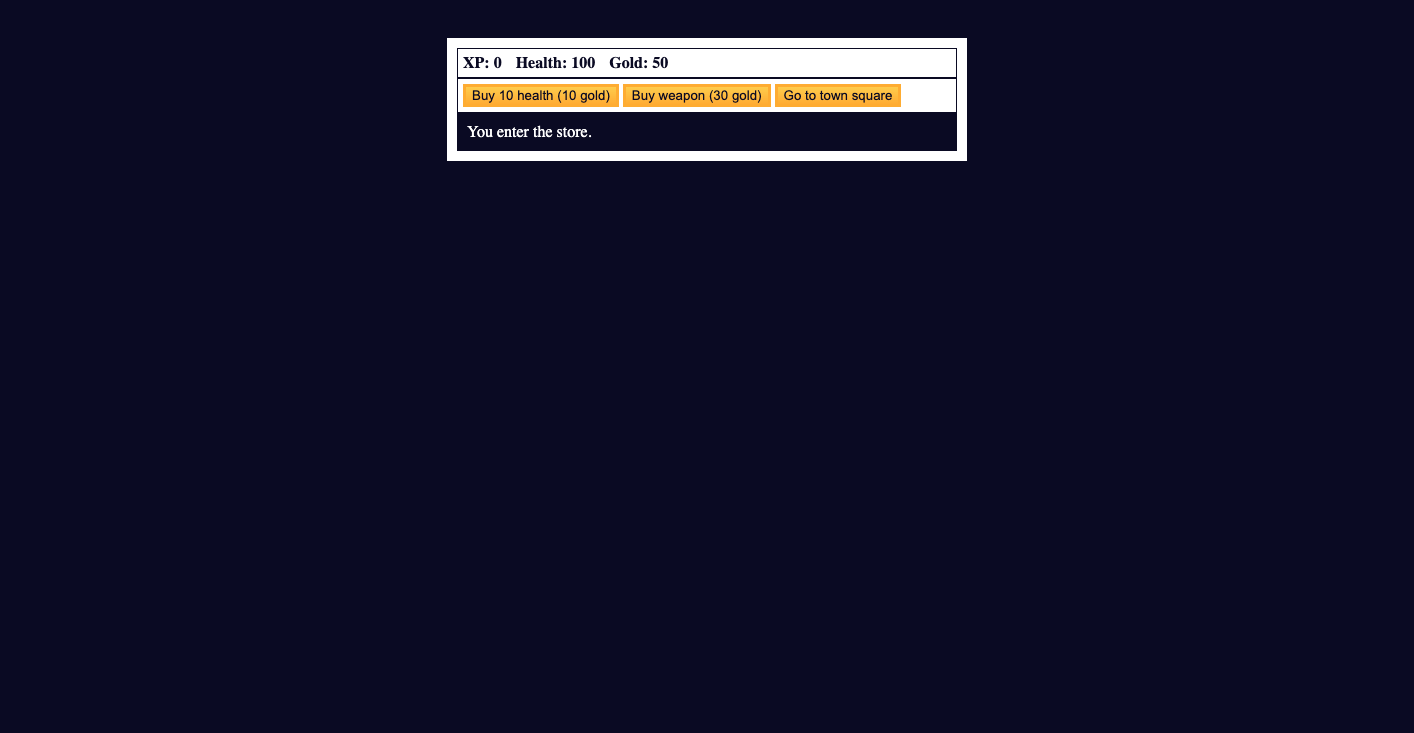 XP: 0 Health: 100 Gold: 50
Buy 10 health (10 gold) Buy weapon (30 gold) Go to town square
You enter the store.